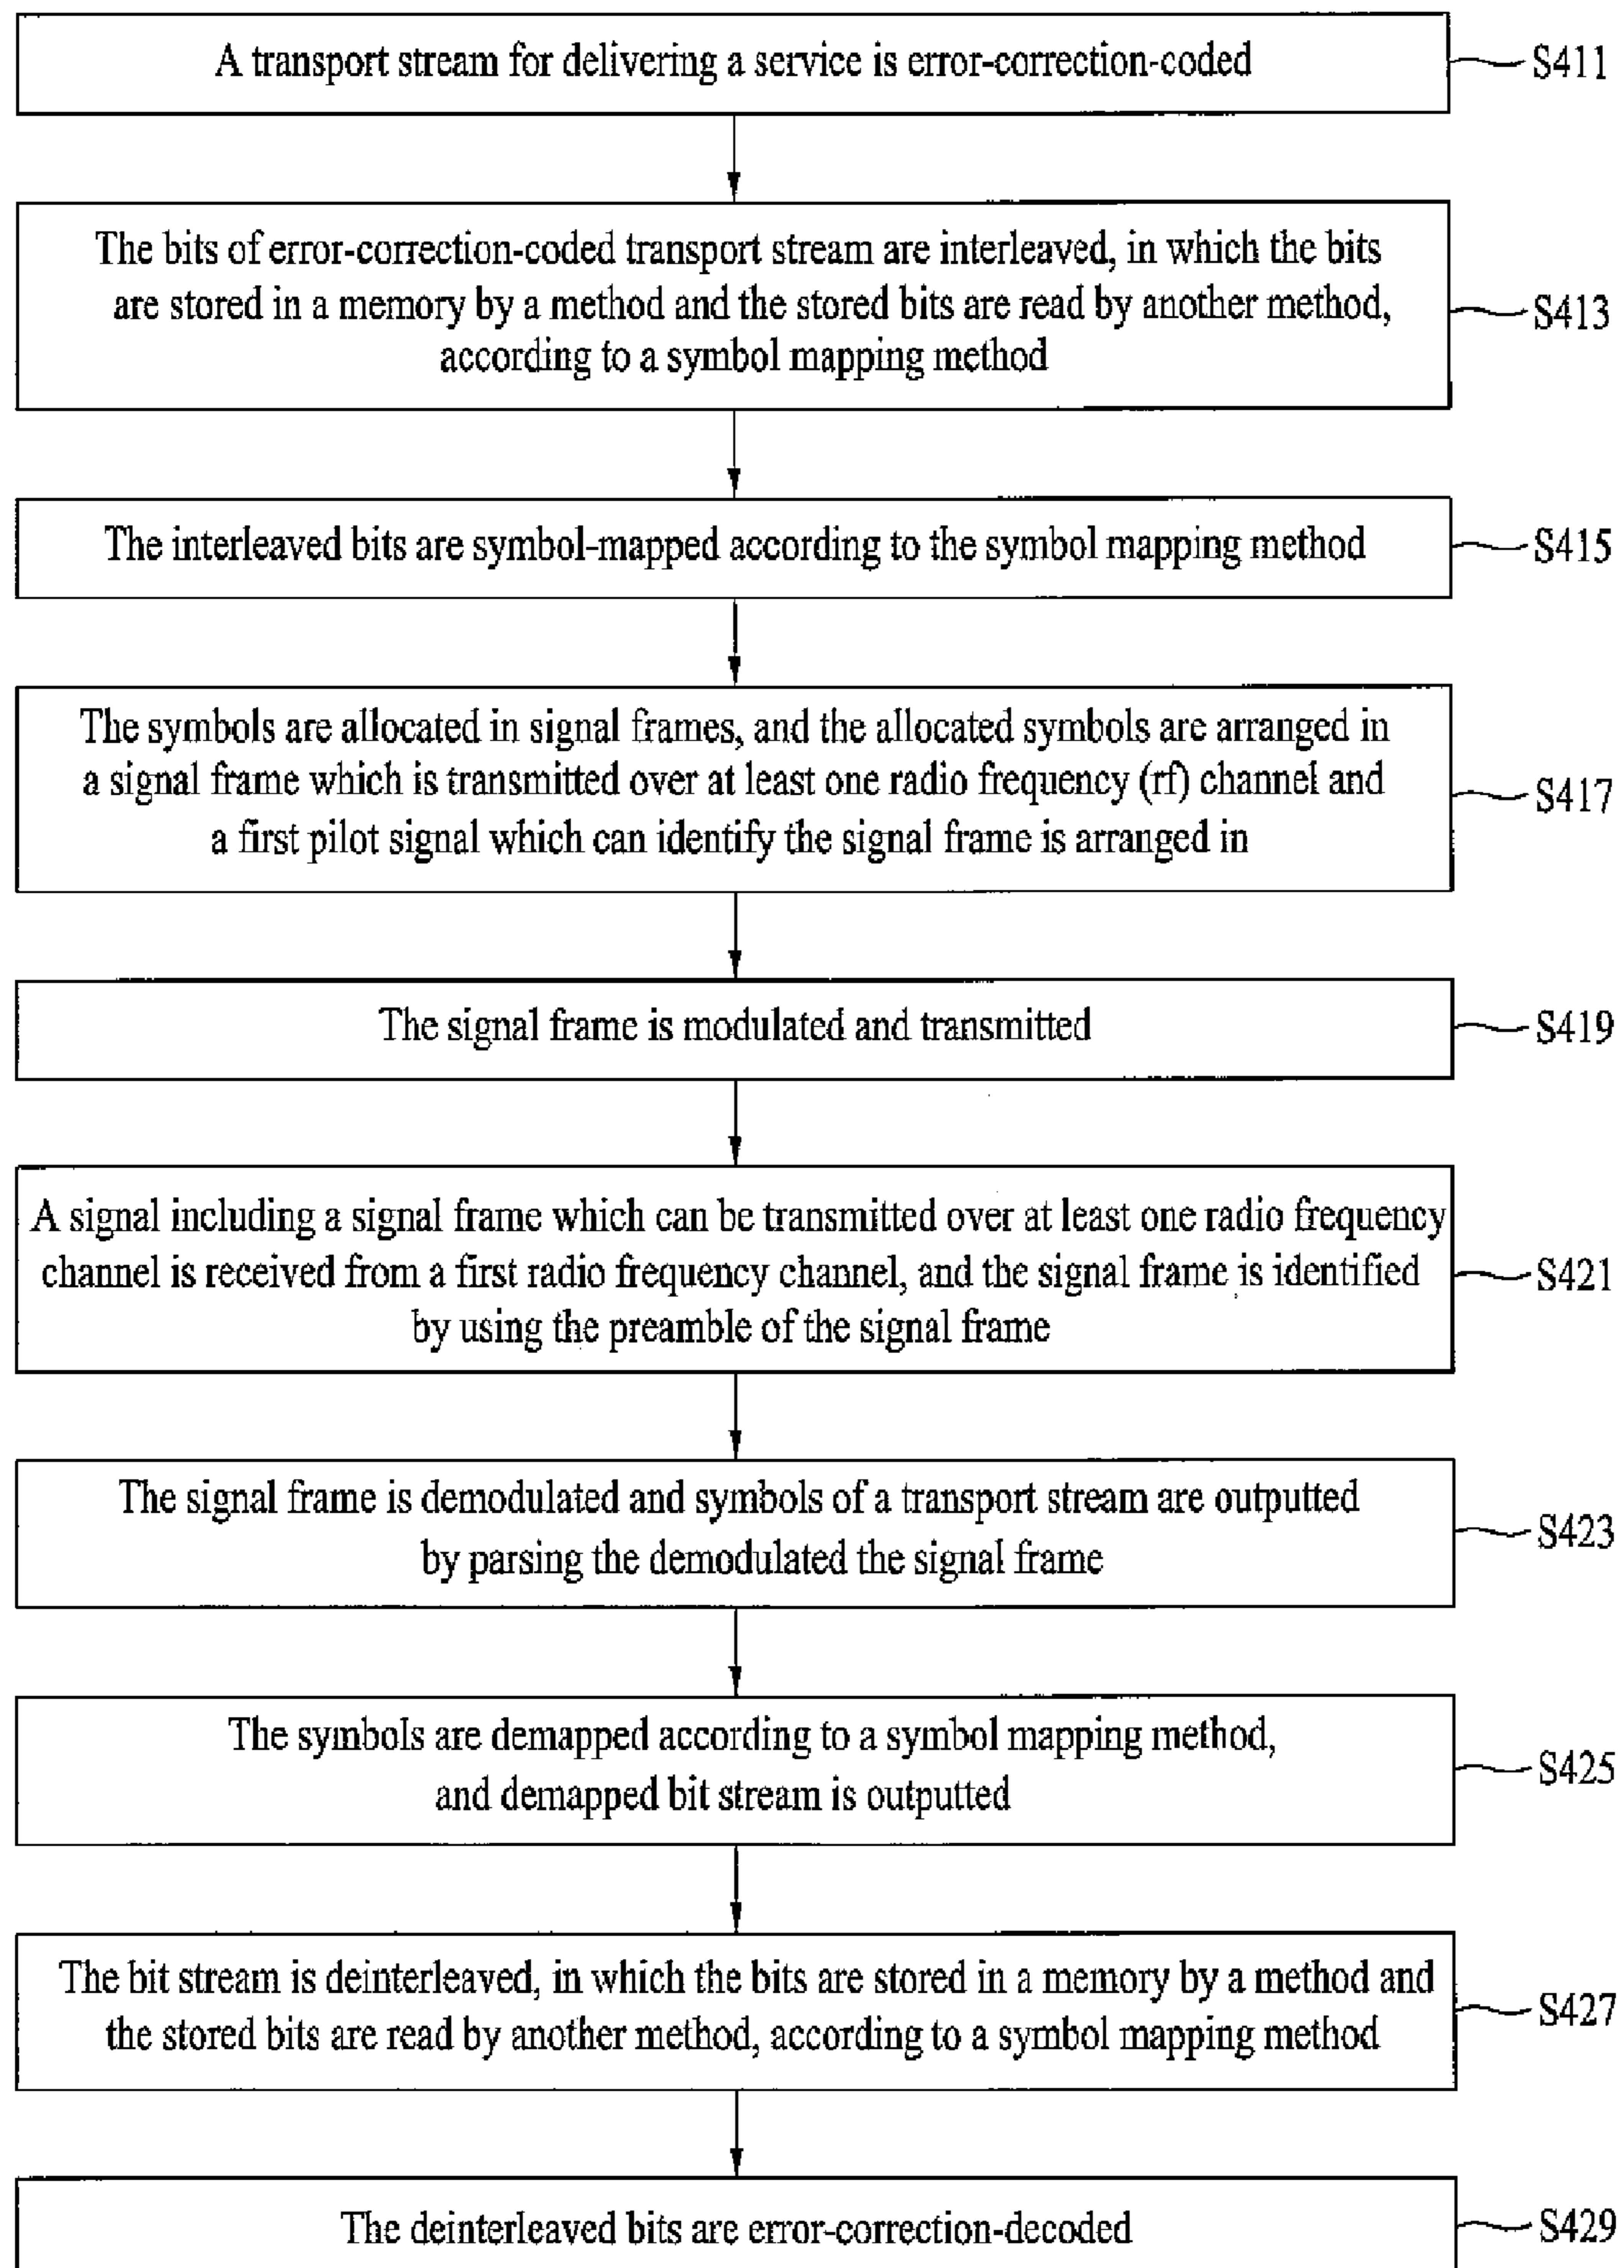 A transport stream for delivering a service is error-correction-coded
S411
The bits of error-correction-coded transport stream are interleaved, in which the bits
are stored in a memory by a method and the stored bits are read by another method,
according to a symbol mapping method
S413
The interleaved bits are symbol-mapped according to the symbol mapping method
S415
The symbols are allocated in signal frames, and the allocated symbols are arranged in
a signal frame which is transmitted over at least one radio frequency (rf) channel and
a first pilot signal which can identify the signal frame is arranged in
S417
The signal frame is modulated and transmitted
S419
A signal including a signal frame which can be transmitted over at least one radio frequency
channel is received from a first radio frequency channel, and the signal frame is identified
by using the preamble of the signal frame
S421
The signal frame is demodulated and symbols of a transport stream are outputted
by parsing the demodulated the signal frame
S423
The symbols are demapped according to a symbol mapping method,
and demapped bit stream is outputted
S425
The bit stream is deinterleaved, in which the bits are stored in a memory by a method and
the stored bits are read by another method, according to a symbol mapping method
S427
The deinterleaved bits are error-correction-decoded
S429